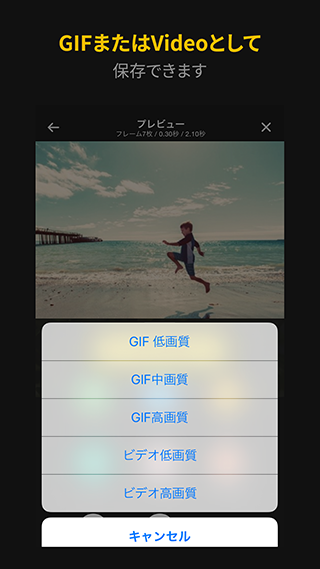 GIFまたはVideoとして
保存できます
プレビュー
フレーム7枚 / 0.30秒 / 2.10秒
GIF 低画質
GIF中画質
GIF高画質
ビデオ低画質
ビデオ高画質
キャンセル